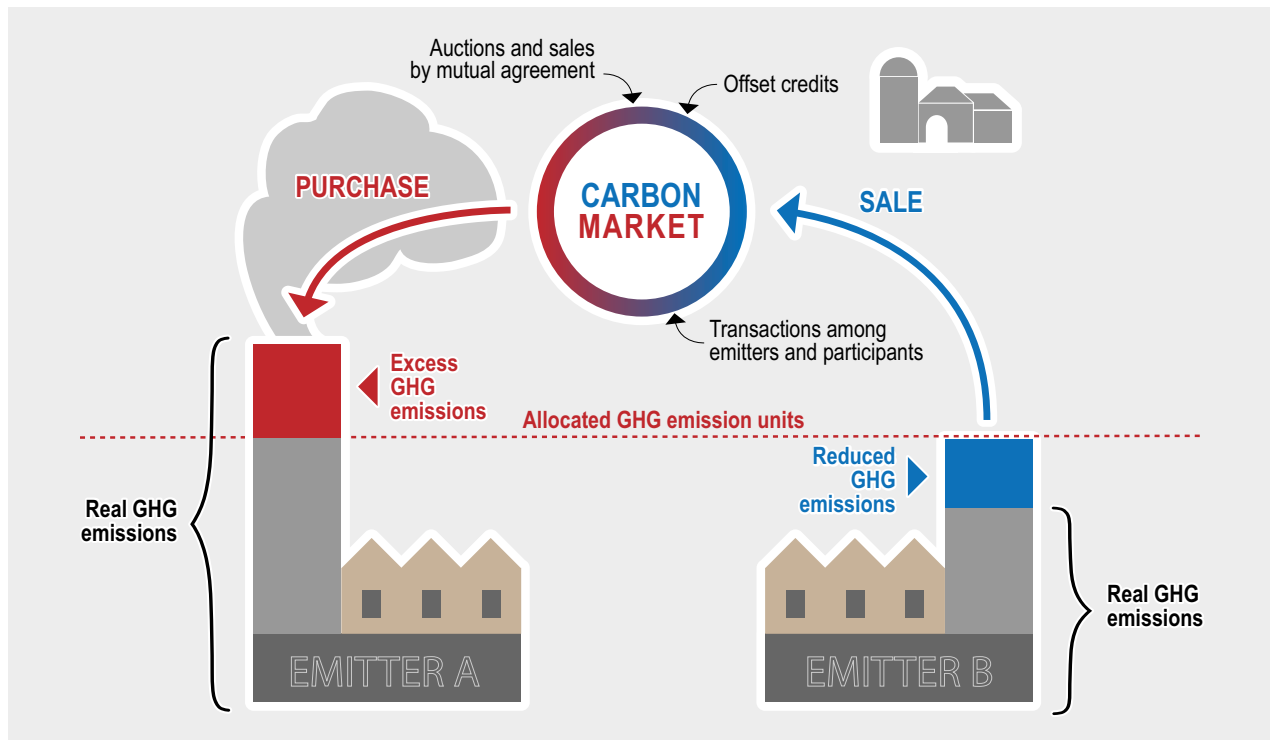 Auctions and sales
by mutual agreement
Offset credits
PURCHASE
CARBON
MARKET
SALE
Transactions among
emitters and participants
Excess
GHG
emissions
Allocated GHG emission units
Reduced
GHG
emissions
Real GHG
emissions
Real GHG
emissions
EMITTER A
EMITTER B